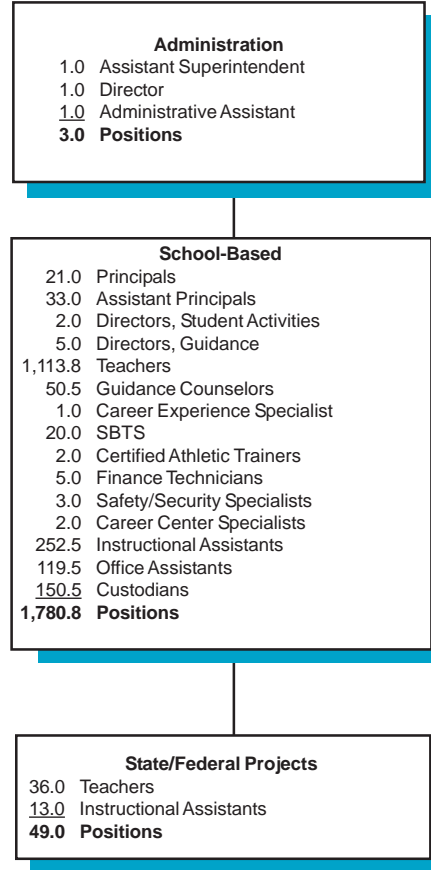 Administration
1.0 Assistant Superintendent
1.0 Director
1.0 Administrative Assistant
3.0 Positions
School-Based
21.0 Principals
33.0 Assistant Principals
2.0 Directors, Student Activities
5.0 Directors, Guidance
1,113.8 Teachers
50.5 Guidance Counselors
1.0 Career Experience Specialist
20.0 SBTS
2.0 Certified Athletic Trainers
5.0 Finance Technicians
3.0 Safety/Security Specialists
2.0 Career Center Specialists
252.5 Instructional Assistants
119.5 Office Assistants
150.5 Custodians
1,780.8 Positions
State/Federal Projects
36.0 Teachers
13.0 Instructional Assistants
49.0 Positions